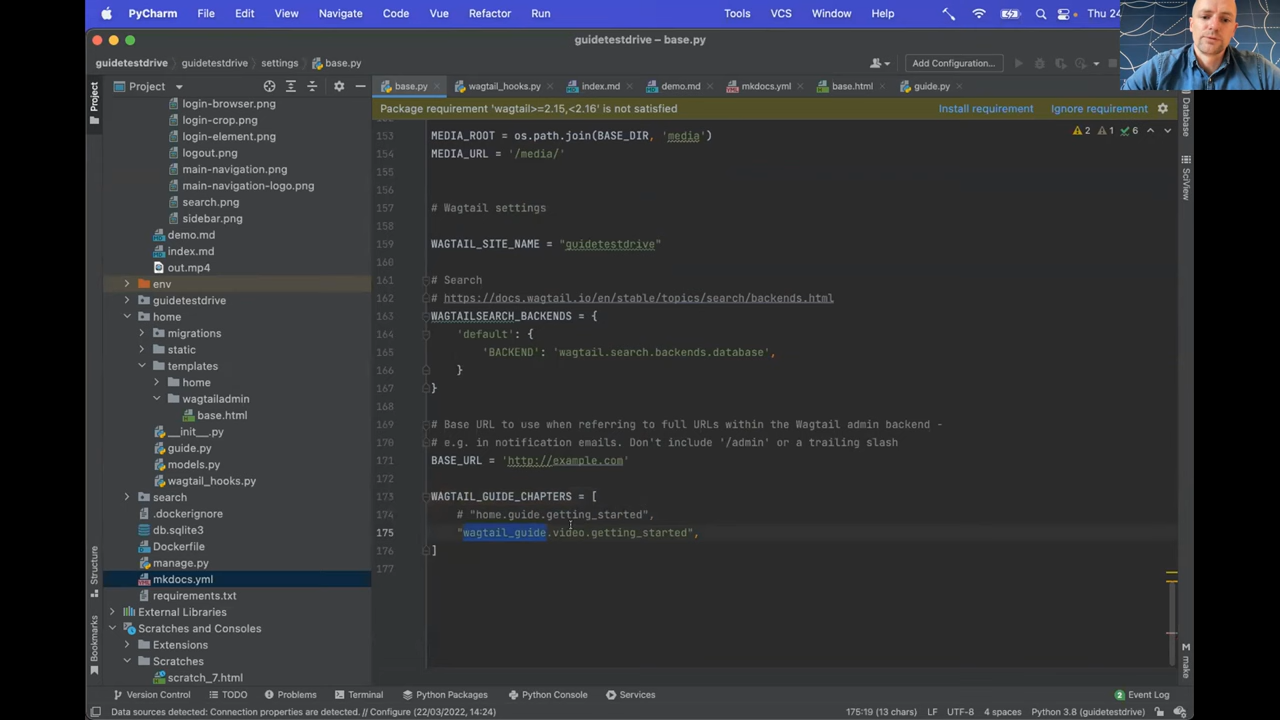 PyCharm File Edit View Navigate Code Vue Refactor Run Tools VCS Window Help Thu 24
guidetestdrive – base.py
guidetestdrive guidetestdrive settings base.py Add Configuration...
Project base.py wagtail_hooks.py index.md demo.md mkdocs.yml base.html guide.py
Package requirement 'wagtail>=2.15,<2.16' is not satisfied Install requirement Ignore requirement
2 1 6
login-browser.png
login-crop.png
login-element.png
logout.png
main-navigation.png
main-navigation-logo.png
search.png
sidebar.png
demo.md
index.md
out.mp4
env
guidetestdrive
home
migrations
static
templates
home
wagtailadmin
base.html
__init__.py
guide.py
models.py
wagtail_hooks.py
search
.dockerignore
db.sqlite3
Dockerfile
manage.py
mkdocs.yml
requirements.txt
External Libraries
Scratches and Consoles
Extensions
Scratches
scratch_7.html
153 MEDIA_ROOT = os.path.join(BASE_DIR, 'media')
154 MEDIA_URL = '/media/'
155
156
157 # Wagtail settings
158
159 WAGTAIL_SITE_NAME = "guidetestdrive"
160
161 # Search
162 # https://docs.wagtail.io/en/stable/topics/search/backends.html
163 WAGTAILSEARCH_BACKENDS = {
164 'default': {
165 'BACKEND': 'wagtail.search.backends.database',
166 }
167 }
168
169 # Base URL to use when referring to full URLs within the Wagtail admin backend -
170 # e.g. in notification emails. Don't include '/admin' or a trailing slash
171 BASE_URL = 'http://example.com'
172
173 WAGTAIL_GUIDE_CHAPTERS = [
174 # "home.guide.getting_started",
175 "wagtail_guide.video.getting_started",
176 ]
177
Project
Structure
Bookmarks
Database
SciView
make
Version Control TODO Problems Terminal Python Packages Python Console Services 2 Event Log
Data sources detected: Connection properties are detected. // Configure (22/03/2022, 14:24) 175:19 (13 chars) LF UTF-8 4 spaces Python 3.8 (guidetestdrive)